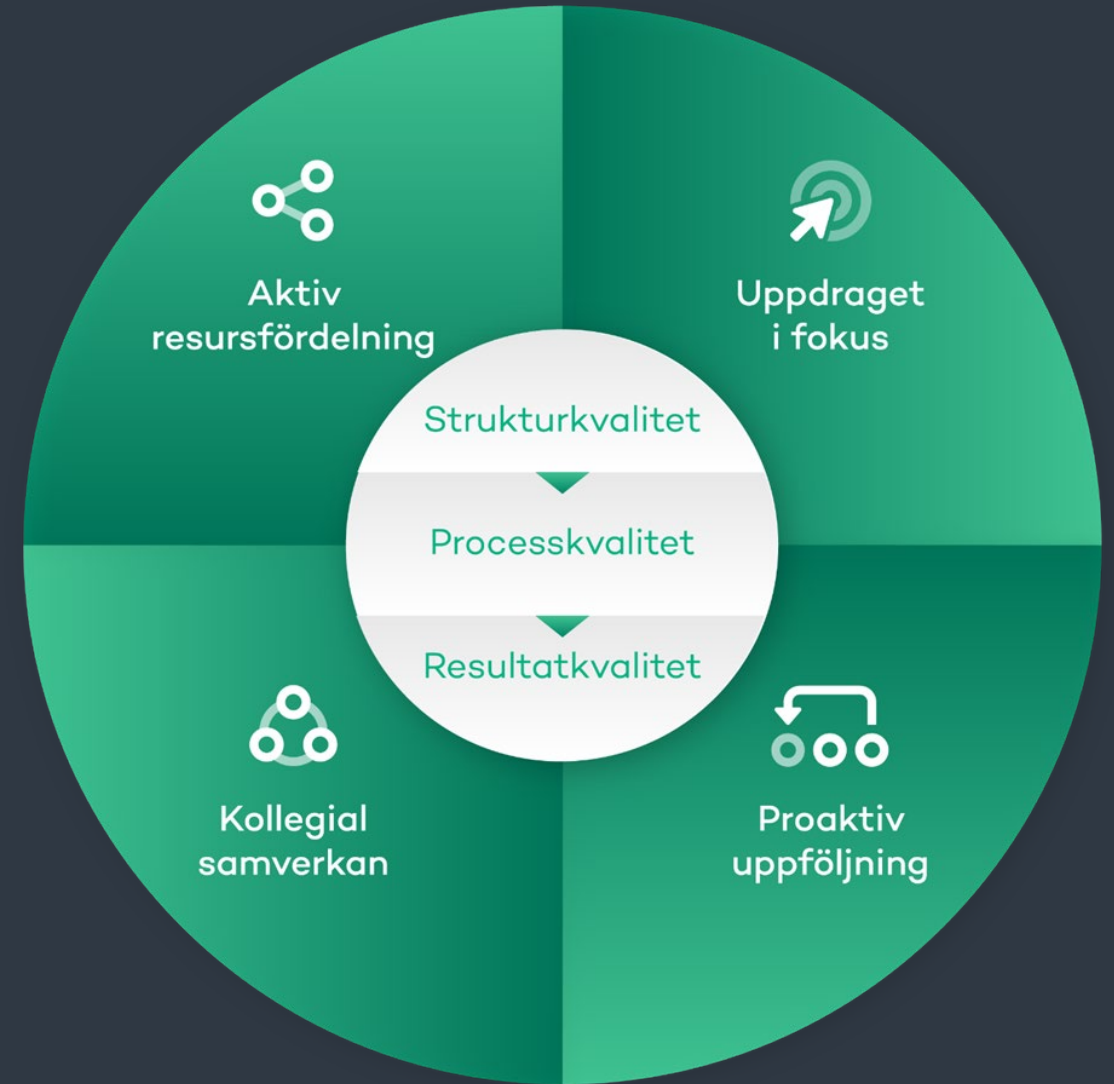 Aktiv
resursfördelning
Uppdraget
i fokus
Strukturkvalitet
Processkvalitet
Resultatkvalitet
Kollegial
samverkan
Proaktiv
uppföljning